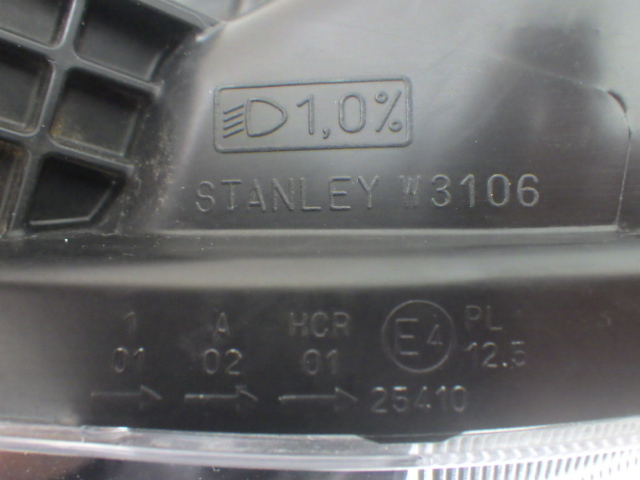 1,0%
STANLEY W3106
1 A HCR E4 PL
01 02 01 12.5
25410